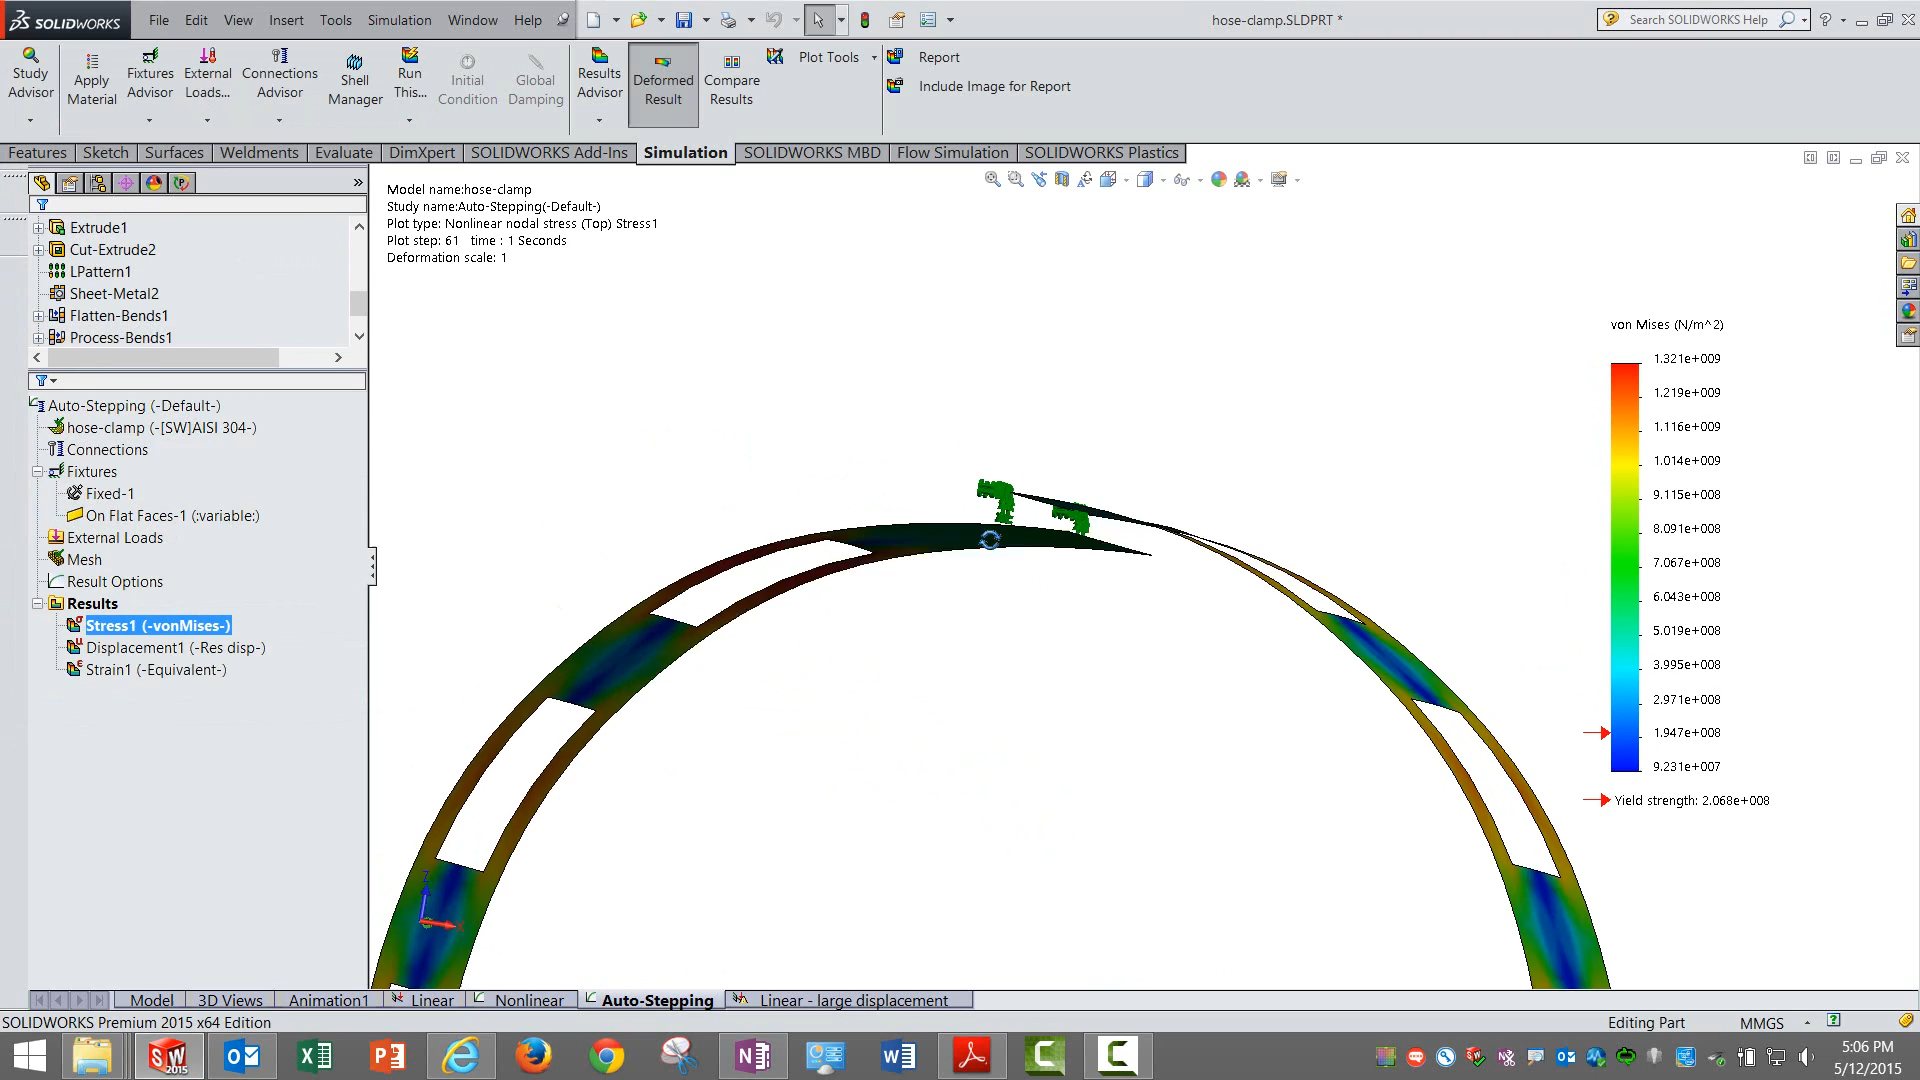 SOLIDWORKS File Edit View Insert Tools Simulation Window Help hose-clamp.SLDPRT * Search SOLIDWORKS Help
Study Advisor
Apply Material
Fixtures Advisor
External Loads...
Connections Advisor
Shell Manager
Run This...
Initial Condition
Global Damping
Results Advisor
Deformed Result
Compare Results
Plot Tools
Report
Include Image for Report
Features Sketch Surfaces Weldments Evaluate DimXpert SOLIDWORKS Add-Ins Simulation SOLIDWORKS MBD Flow Simulation SOLIDWORKS Plastics
Extrude1
Cut-Extrude2
LPattern1
Sheet-Metal2
Flatten-Bends1
Process-Bends1
Auto-Stepping (-Default-)
hose-clamp (-[SW]AISI 304-)
Connections
Fixtures
Fixed-1
On Flat Faces-1 (:variable:)
External Loads
Mesh
Result Options
Results
Stress1 (-vonMises-)
Displacement1 (-Res disp-)
Strain1 (-Equivalent-)
Model name:hose-clamp
Study name:Auto-Stepping(-Default-)
Plot type: Nonlinear nodal stress (Top) Stress1
Plot step: 61 time : 1 Seconds
Deformation scale: 1
von Mises (N/m^2)
1.321e+009
1.219e+009
1.116e+009
1.014e+009
9.115e+008
8.091e+008
7.067e+008
6.043e+008
5.019e+008
3.995e+008
2.971e+008
1.947e+008
9.231e+007
Yield strength: 2.068e+008
Z
X
Model 3D Views Animation1 Linear Nonlinear Auto-Stepping Linear - large displacement
SOLIDWORKS Premium 2015 x64 Edition Editing Part MMGS
5:06 PM
5/12/2015